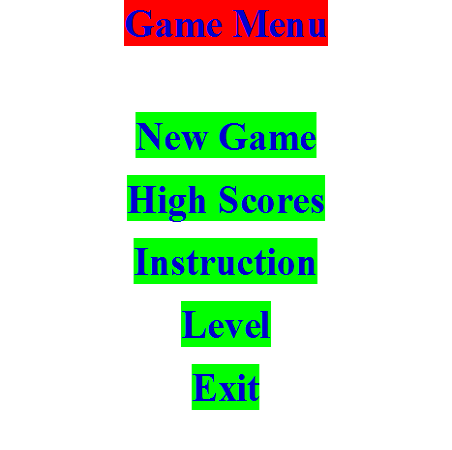 Game Menu
New Game
High Scores
Instruction
Level
Exit